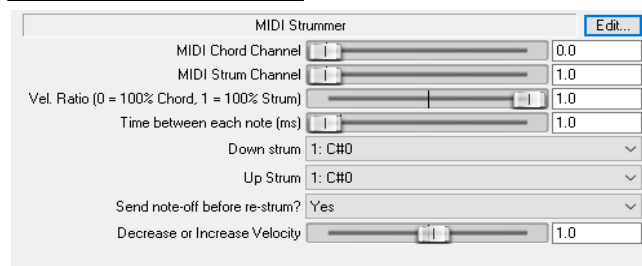 MIDI Strummer Edit...
MIDI Chord Channel 0.0
MIDI Strum Channel 1.0
Vel. Ratio (0 = 100% Chord, 1 = 100% Strum) 1.0
Time between each note (ms) 1.0
Down strum 1: C#0
Up Strum 1: C#0
Send note-off before re-strum? Yes
Decrease or Increase Velocity 1.0